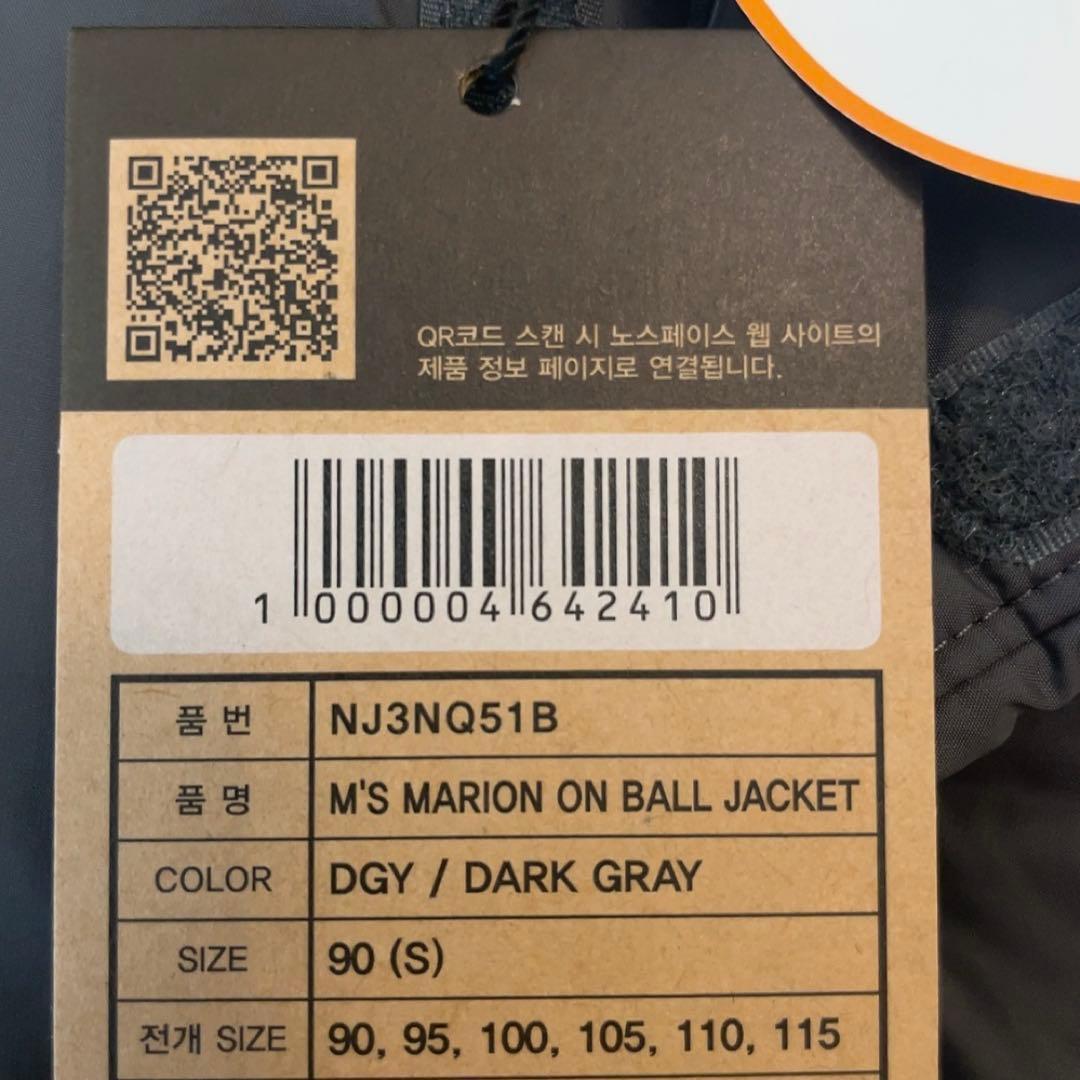 QR코드 스캔 시 노스페이스 웹 사이트의
제품 정보 페이지로 연결됩니다.
1 000004 642410
품 번 NJ3NQ51B
품 명 M'S MARION ON BALL JACKET
COLOR DGY / DARK GRAY
SIZE 90 (S)
전개 SIZE 90, 95, 100, 105, 110, 115